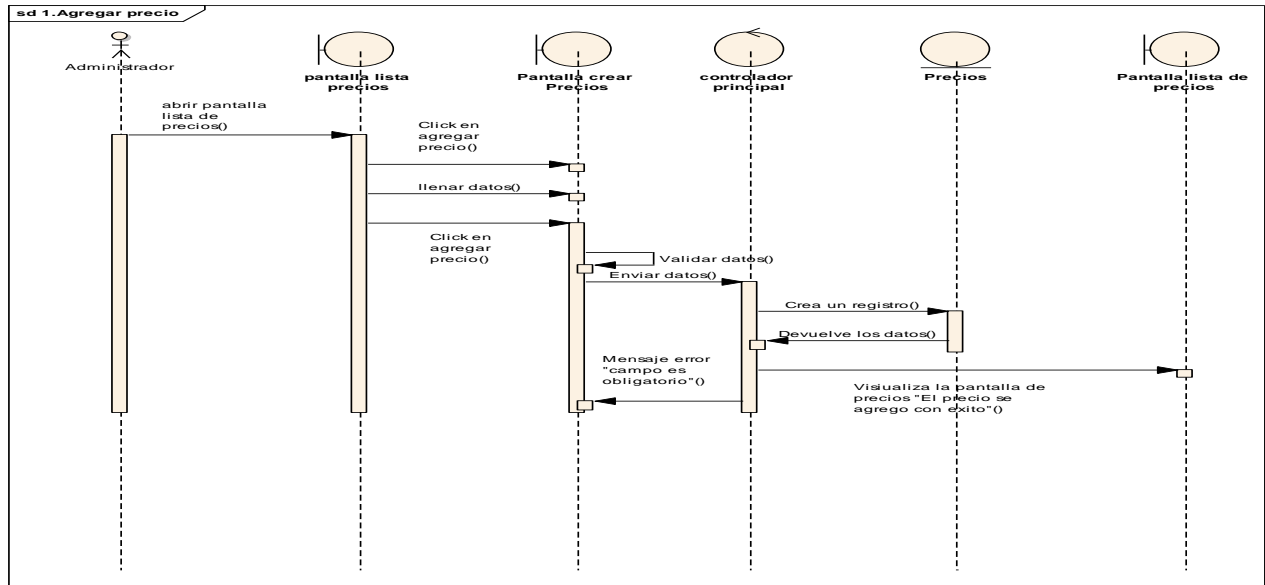 sd 1.Agregar precio
Administrador
pantalla lista
precios
Pantalla crear
Precios
controlador
principal
Precios
Pantalla lista de
precios
abrir pantalla
lista de
precios()
Click en
agregar
precio()
llenar datos()
Click en
agregar
precio()
Validar datos()
Enviar datos()
Crea un registro()
Devuelve los datos()
Mensaje error
"campo es
obligatorio"()
Visiualiza la pantalla de
precios "El precio se
agrego con exito"()